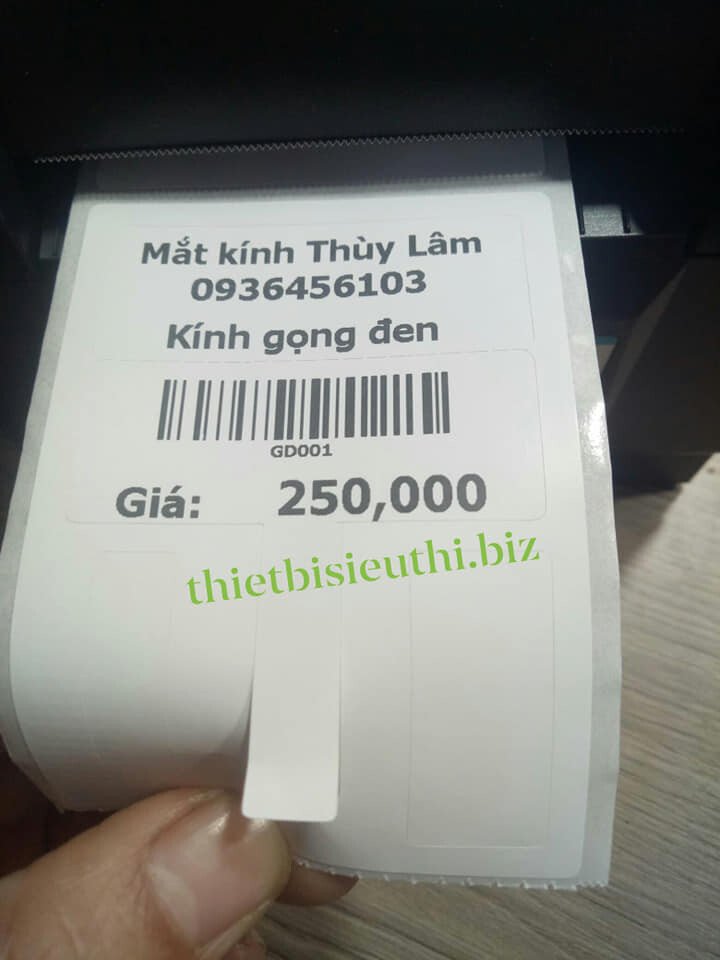 Mắt kính Thùy Lâm
0936456103
Kính gọng đen
GD001
Giá: 250,000
thietbisieuthi.biz